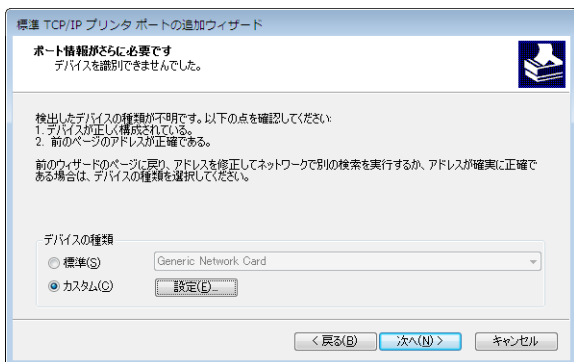 標準 TCP/IP プリンタ ポートの追加ウィザード
ポート情報がさらに必要です
デバイスを識別できませんでした。
検出したデバイスの種類が不明です。以下の点を確認してください:
1. デバイスが正しく構成されている。
2. 前のページのアドレスが正確である。
前のウィザードのページに戻り、アドレスを修正してネットワークで別の検索を実行するか、アドレスが確実に正確で
ある場合は、デバイスの種類を選択してください。
デバイスの種類
標準(S)
Generic Network Card
カスタム(C)
設定(E)...
< 戻る(B)
次へ(N) >
キャンセル